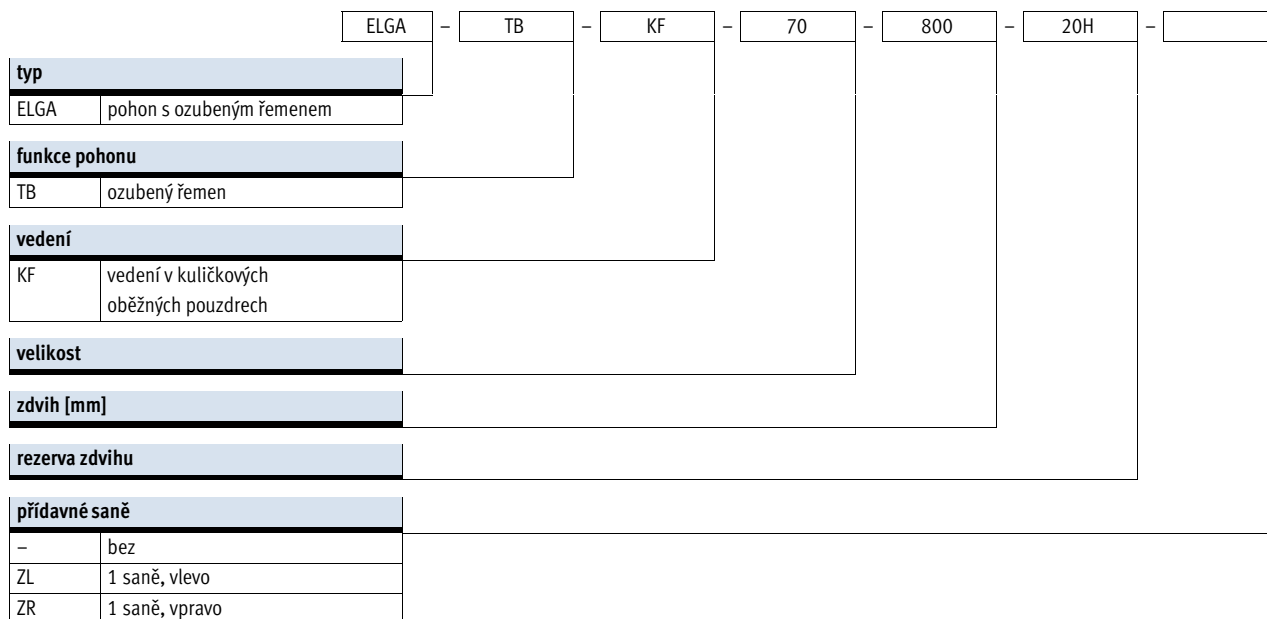 ELGA – TB – KF – 70 – 800 – 20H –
typ
ELGA pohon s ozubeným řemenem
funkce pohonu
TB ozubený řemen
vedení
KF vedení v kuličkových
oběžných pouzdrech
velikost
zdvih [mm]
rezerva zdvihu
přídavné saně
– bez
ZL 1 saně, vlevo
ZR 1 saně, vpravo